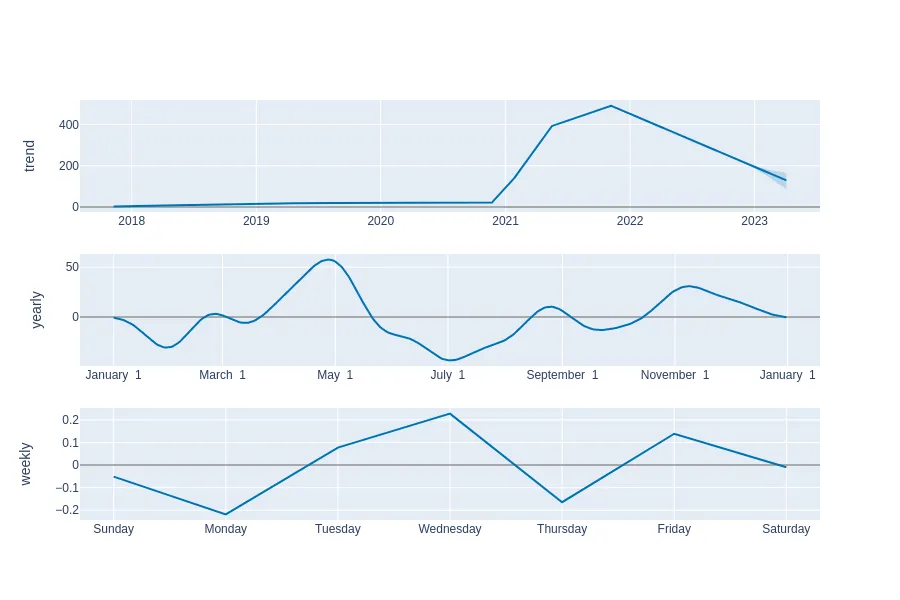 trend
400
200
0
2018 2019 2020 2021 2022 2023
yearly
50
0
January 1 March 1 May 1 July 1 September 1 November 1 January 1
weekly
0.2
0.1
0
−0.1
−0.2
Sunday Monday Tuesday Wednesday Thursday Friday Saturday